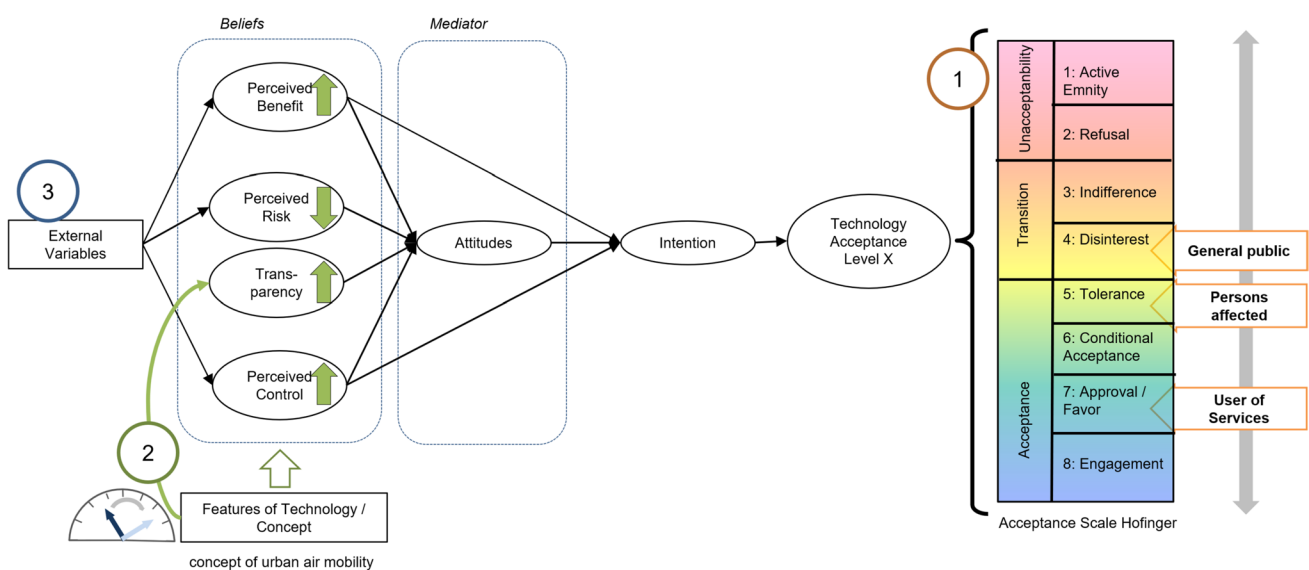 Beliefs
Mediator
Perceived
Benefit
Perceived
Risk
Trans-
parency
Perceived
Control
3
External
Variables
2
Features of Technology /
Concept
concept of urban air mobility
Attitudes
Intention
Technology
Acceptance
Level X
1
Unacceptanbility
1: Active
Emnity
2: Refusal
Transition
3: Indifference
4: Disinterest
Acceptance
5: Tolerance
6: Conditional
Acceptance
7: Approval /
Favor
8: Engagement
Acceptance Scale Hofinger
General public
Persons
affected
User of
Services